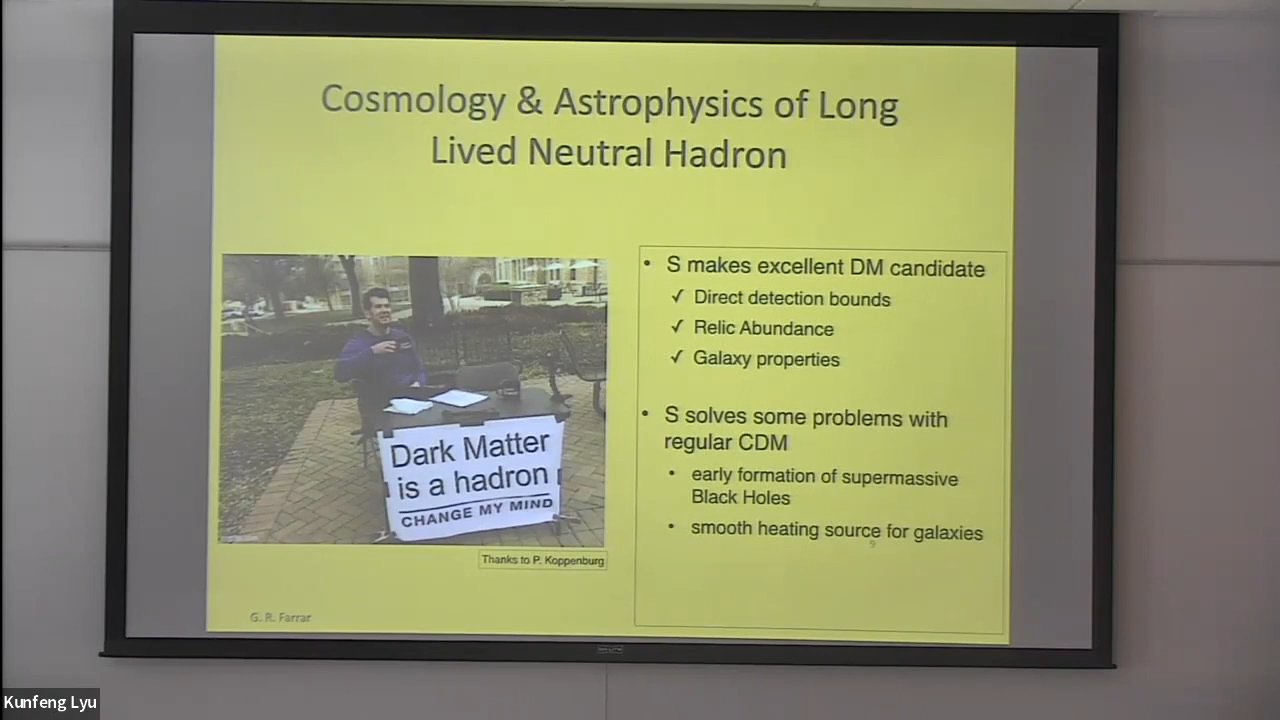 Cosmology & Astrophysics of Long
Lived Neutral Hadron
• S makes excellent DM candidate
✓ Direct detection bounds
✓ Relic Abundance
✓ Galaxy properties
• S solves some problems with
regular CDM
• early formation of supermassive
Black Holes
• smooth heating source for galaxies
9
Dark Matter
is a hadron
CHANGE MY MIND
Thanks to P. Koppenburg
G. R. Farrar
Kunfeng Lyu